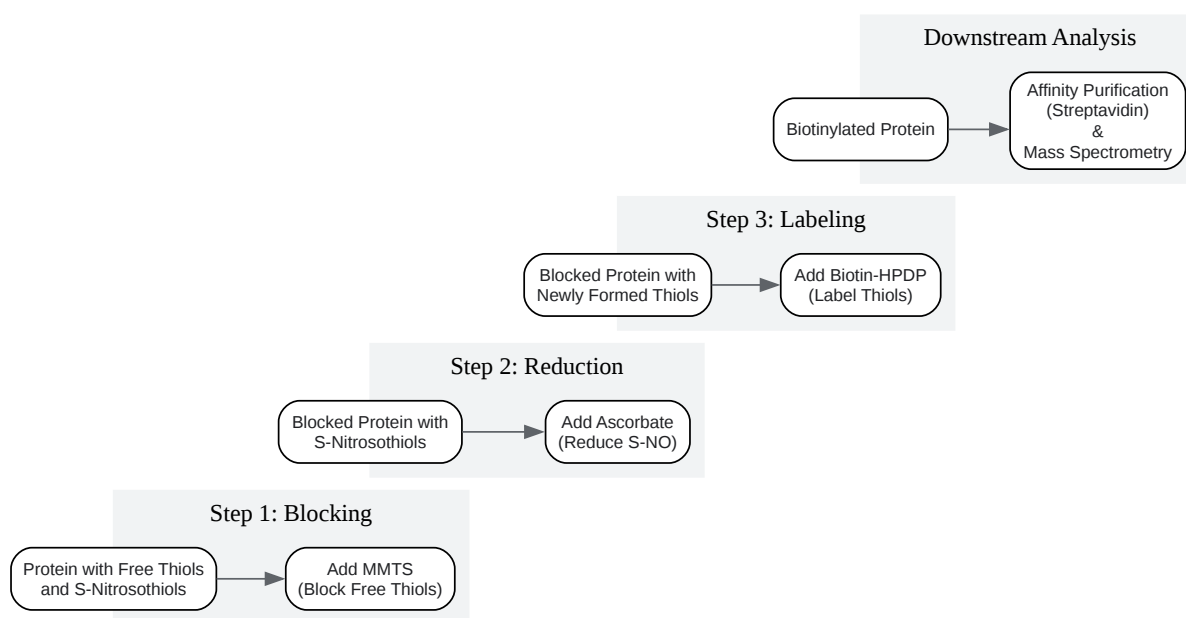 Downstream Analysis
Biotinylated Protein
Affinity Purification
(Streptavidin)
&
Mass Spectrometry
Step 3: Labeling
Blocked Protein with
Newly Formed Thiols
Add Biotin-HPDP
(Label Thiols)
Step 2: Reduction
Blocked Protein with
S-Nitrosothiols
Add Ascorbate
(Reduce S-NO)
Step 1: Blocking
Protein with Free Thiols
and S-Nitrosothiols
Add MMTS
(Block Free Thiols)